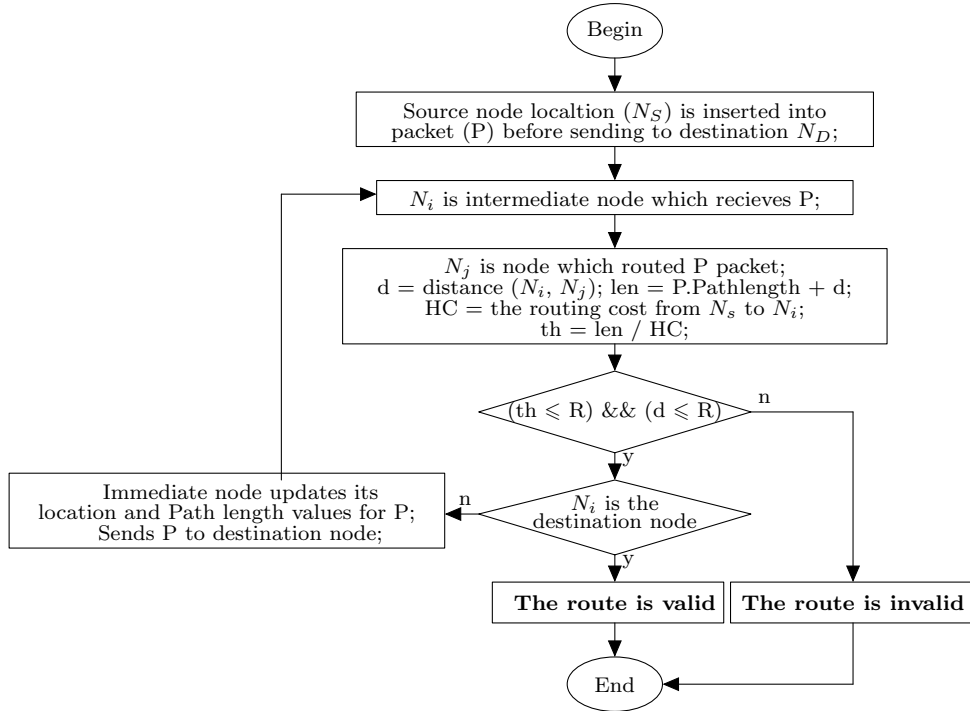 Begin
Source node localtion (N_S) is inserted into
packet (P) before sending to destination N_D;
N_i is intermediate node which recieves P;
N_j is node which routed P packet;
d = distance (N_i, N_j); len = P.Pathlength + d;
HC = the routing cost from N_s to N_i;
th = len / HC;
(th ⩽ R) && (d ⩽ R)
n
y
Immediate node updates its
location and Path length values for P;
Sends P to destination node;
n
N_i is the
destination node
y
The route is valid
The route is invalid
End